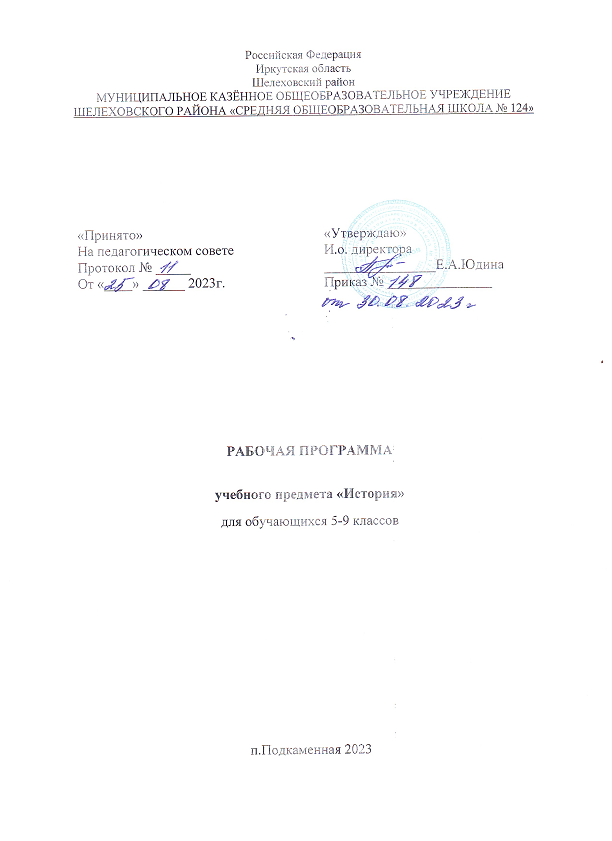 Российская Федерация
Иркутская область
Шелеховский район
МУНИЦИПАЛЬНОЕ КАЗЁННОЕ ОБЩЕОБРАЗОВАТЕЛЬНОЕ УЧРЕЖДЕНИЕ
ШЕЛЕХОВСКОГО РАЙОНА «СРЕДНЯЯ ОБЩЕОБРАЗОВАТЕЛЬНАЯ ШКОЛА № 124»
«Принято»
На педагогическом совете
Протокол № 11
От «25» 08 2023г.
«Утверждаю»
И.о. директора
Е.А.Юдина
Приказ № 148
от 30.08.2023 г
РАБОЧАЯ ПРОГРАММА
учебного предмета «История»
для обучающихся 5-9 классов
п.Подкаменная 2023